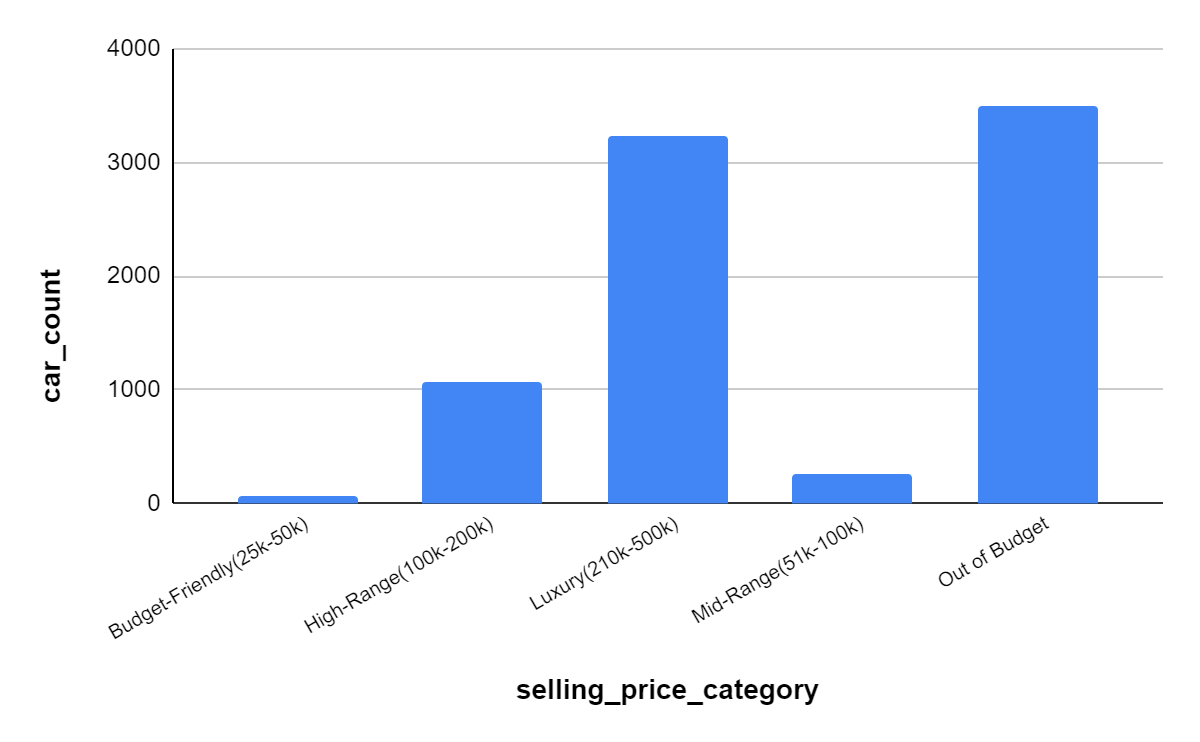 4000
3000
2000
1000
0
car_count
Budget-Friendly(25k-50k)
High-Range(100k-200k)
Luxury(210k-500k)
Mid-Range(51k-100k)
Out of Budget
selling_price_category